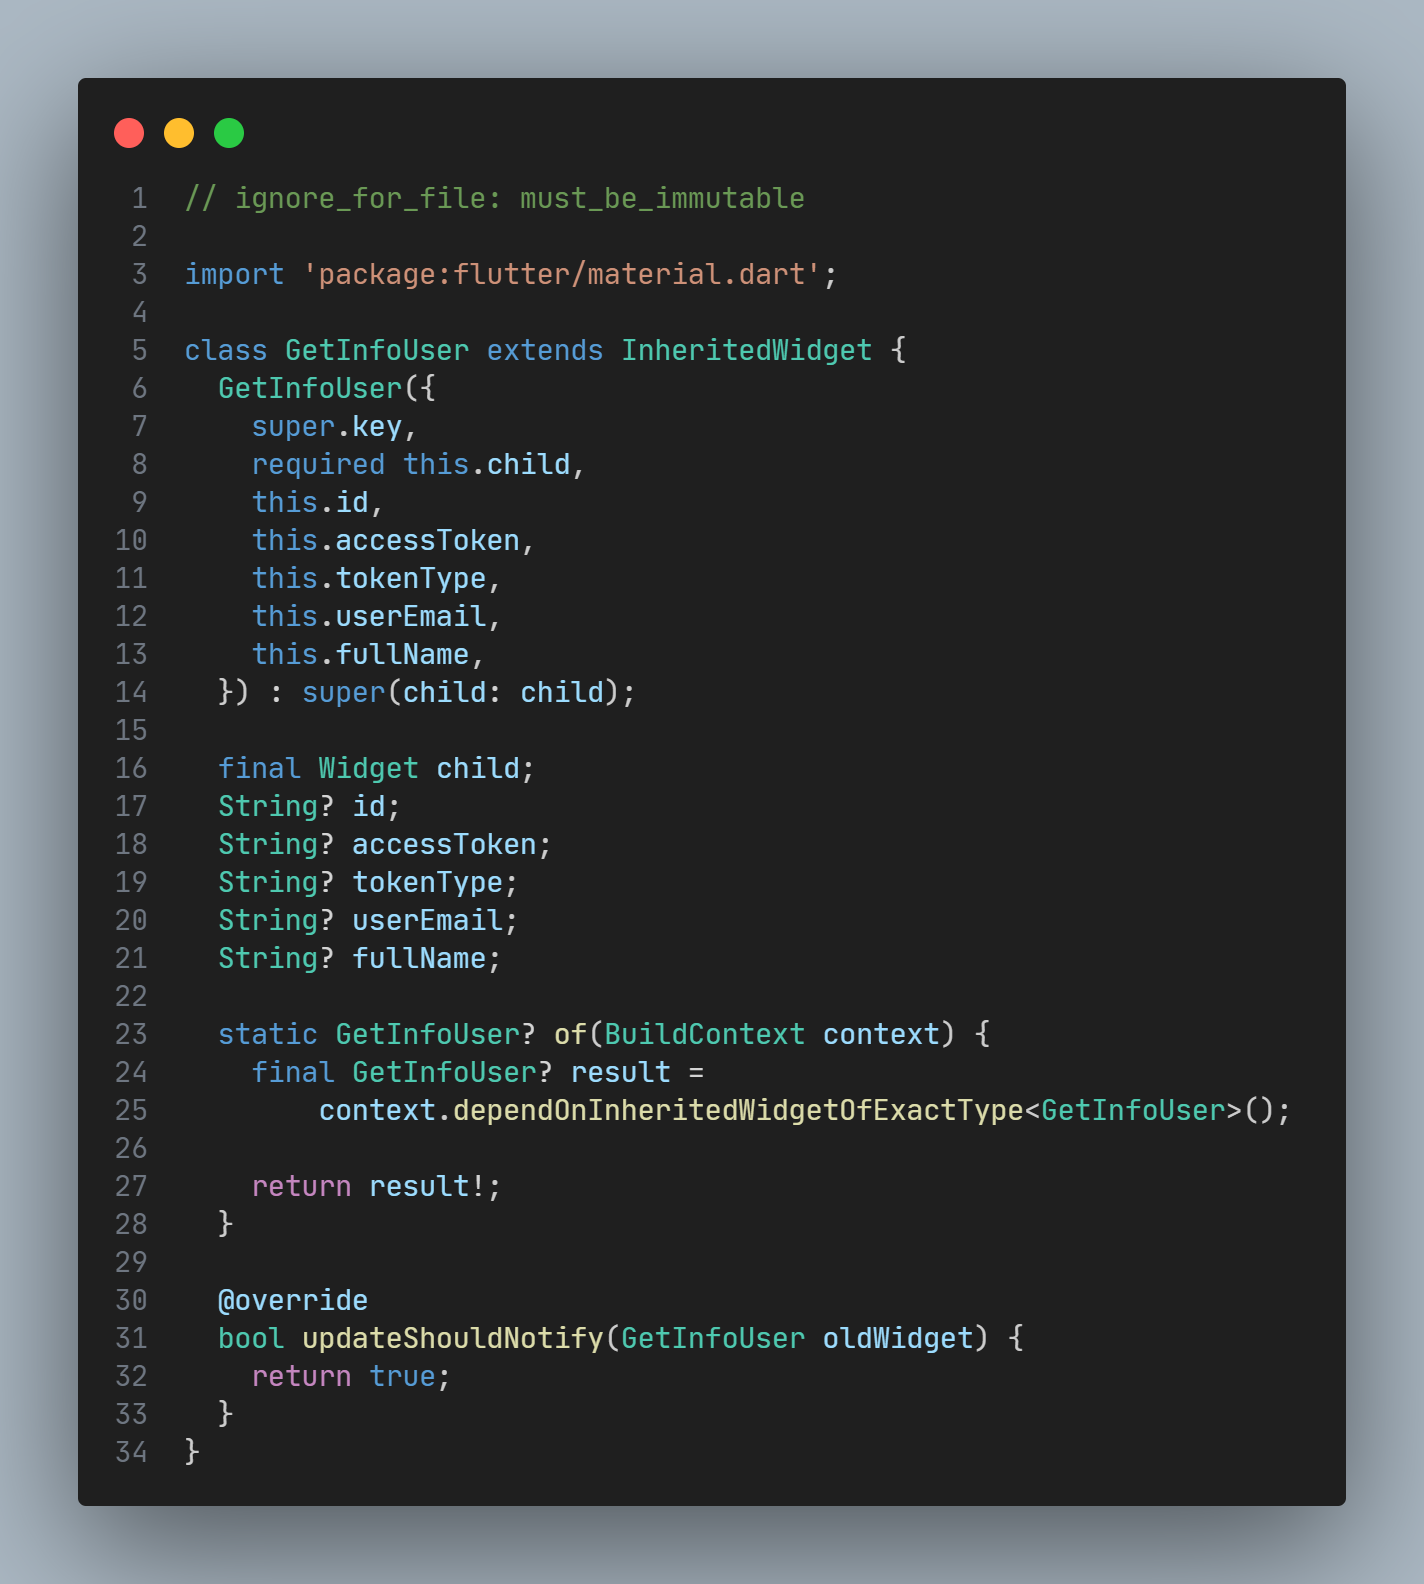 1 // ignore_for_file: must_be_immutable
2
3 import 'package:flutter/material.dart';
4
5 class GetInfoUser extends InheritedWidget {
6   GetInfoUser({
7     super.key,
8     required this.child,
9     this.id,
10     this.accessToken,
11     this.tokenType,
12     this.userEmail,
13     this.fullName,
14   }) : super(child: child);
15
16   final Widget child;
17   String? id;
18   String? accessToken;
19   String? tokenType;
20   String? userEmail;
21   String? fullName;
22
23   static GetInfoUser? of(BuildContext context) {
24     final GetInfoUser? result =
25         context.dependOnInheritedWidgetOfExactType<GetInfoUser>();
26
27     return result!;
28   }
29
30   @override
31   bool updateShouldNotify(GetInfoUser oldWidget) {
32     return true;
33   }
34 }